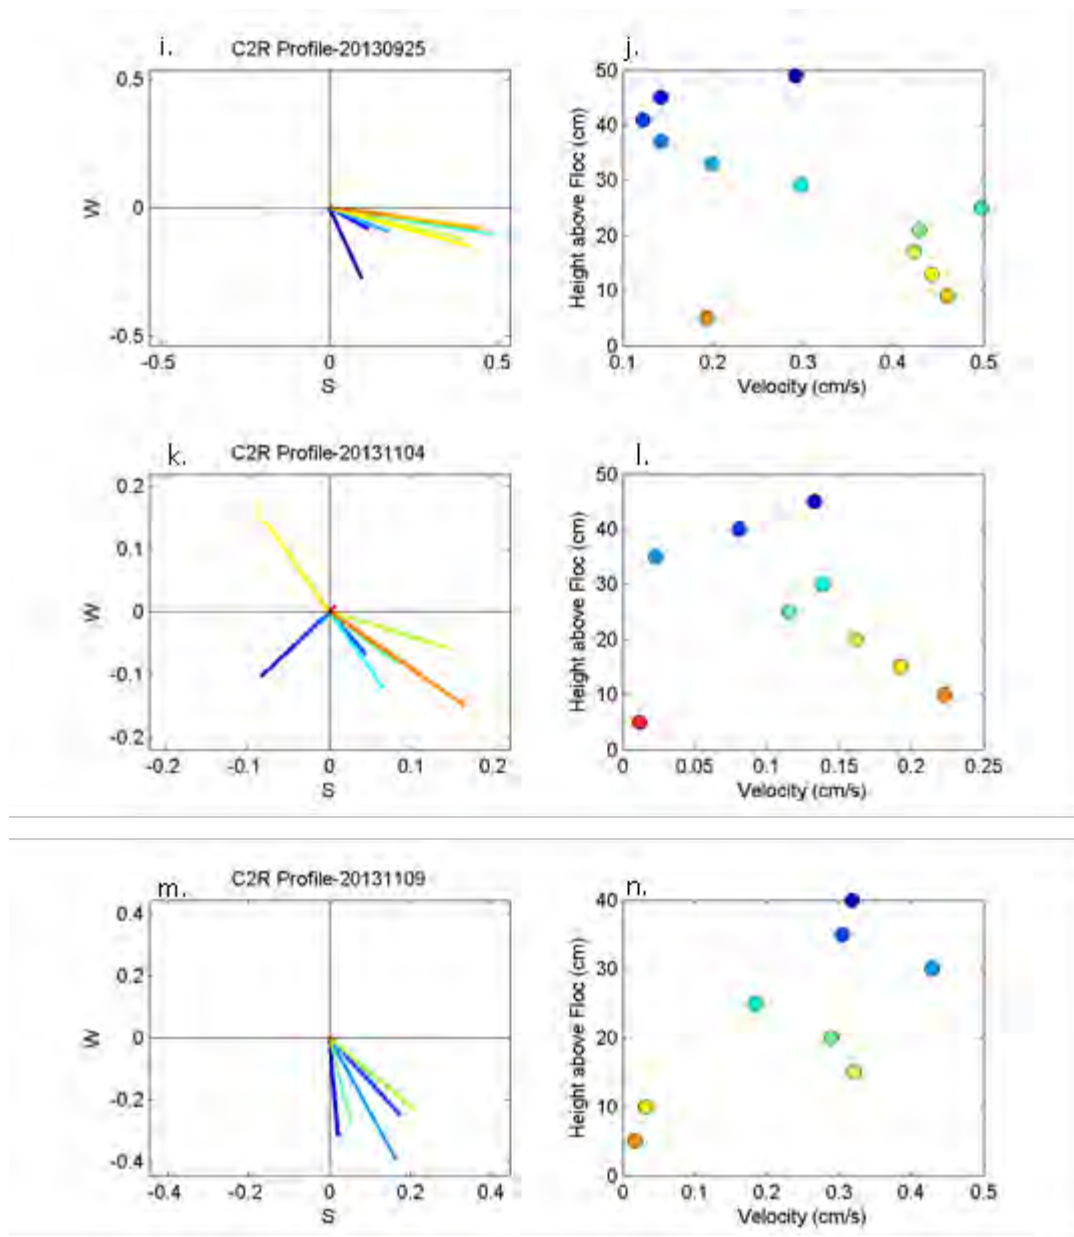 i. C2R Profile-20130925
0.5
0
-0.5
W
-0.5 0 0.5
S
j.
50
40
30
20
10
0
Height above Floc (cm)
0.1 0.2 0.3 0.4 0.5
Velocity (cm/s)
k. C2R Profile-20131104
0.2
0.1
0
-0.1
-0.2
W
-0.2 -0.1 0 0.1 0.2
S
l.
50
40
30
20
10
0
Height above Floc (cm)
0 0.05 0.1 0.15 0.2 0.25
Velocity (cm/s)
m. C2R Profile-20131109
0.4
0.2
0
-0.2
-0.4
W
-0.4 -0.2 0 0.2 0.4
S
n.
40
30
20
10
0
Height above Floc (cm)
0 0.1 0.2 0.3 0.4 0.5
Velocity (cm/s)